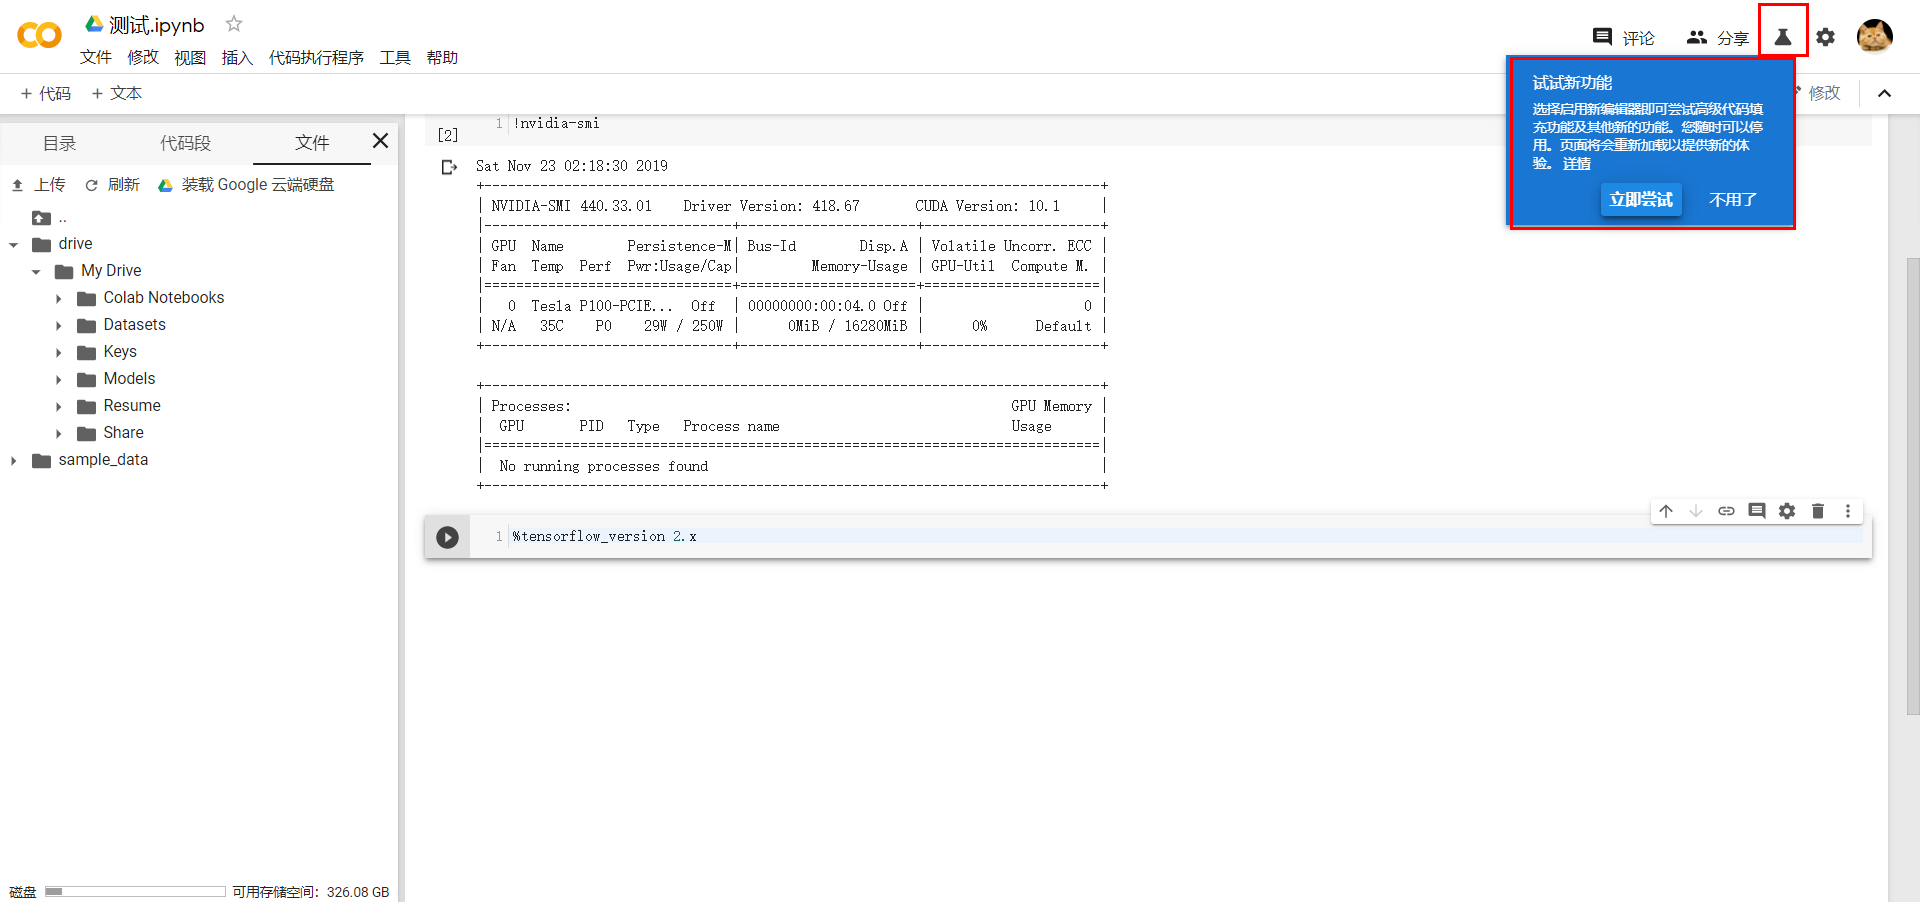 测试.ipynb
文件 修改 视图 插入 代码执行程序 工具 帮助
评论 分享
+ 代码 + 文本
修改
试试新功能
选择启用新编辑器即可尝试高级代码填
充功能及其他新的功能。您随时可以停
用。页面将会重新加载以提供新的体
验。 详情
立即尝试 不用了
目录 代码段 文件
上传 刷新 装载 Google 云端硬盘
..
drive
My Drive
Colab Notebooks
Datasets
Keys
Models
Resume
Share
sample_data
磁盘 可用存储空间: 326.08 GB
[2] 1 !nvidia-smi
Sat Nov 23 02:18:30 2019
+-----------------------------------------------------------------------------+
| NVIDIA-SMI 440.33.01    Driver Version: 418.67       CUDA Version: 10.1     |
|-------------------------------+----------------------+----------------------+
| GPU  Name        Persistence-M| Bus-Id        Disp.A | Volatile Uncorr. ECC |
| Fan  Temp  Perf  Pwr:Usage/Cap|         Memory-Usage | GPU-Util  Compute M. |
|===============================+======================+======================|
|   0  Tesla P100-PCIE...  Off  | 00000000:00:04.0 Off |                    0 |
| N/A   35C    P0    29W / 250W |      0MiB / 16280MiB |      0%      Default |
+-------------------------------+----------------------+----------------------+
+-----------------------------------------------------------------------------+
| Processes:                                                       GPU Memory |
|  GPU       PID   Type   Process name                             Usage      |
|=============================================================================|
|  No running processes found                                                 |
+-----------------------------------------------------------------------------+
1 %tensorflow_version 2.x